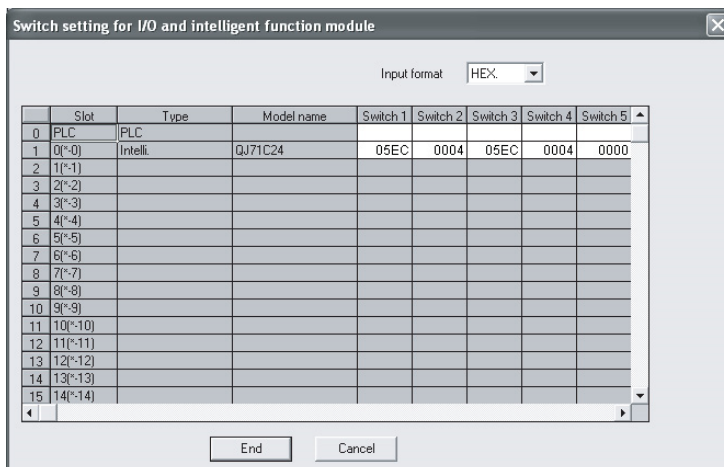 Switch setting for I/O and intelligent function module
Input format HEX.
Slot Type Model name Switch 1 Switch 2 Switch 3 Switch 4 Switch 5
0 PLC PLC
1 0(*-0) Intelli. QJ71C24 05EC 0004 05EC 0004 0000
2 1(*-1)
3 2(*-2)
4 3(*-3)
5 4(*-4)
6 5(*-5)
7 6(*-6)
8 7(*-7)
9 8(*-8)
10 9(*-9)
11 10(*-10)
12 11(*-11)
13 12(*-12)
14 13(*-13)
15 14(*-14)
End Cancel